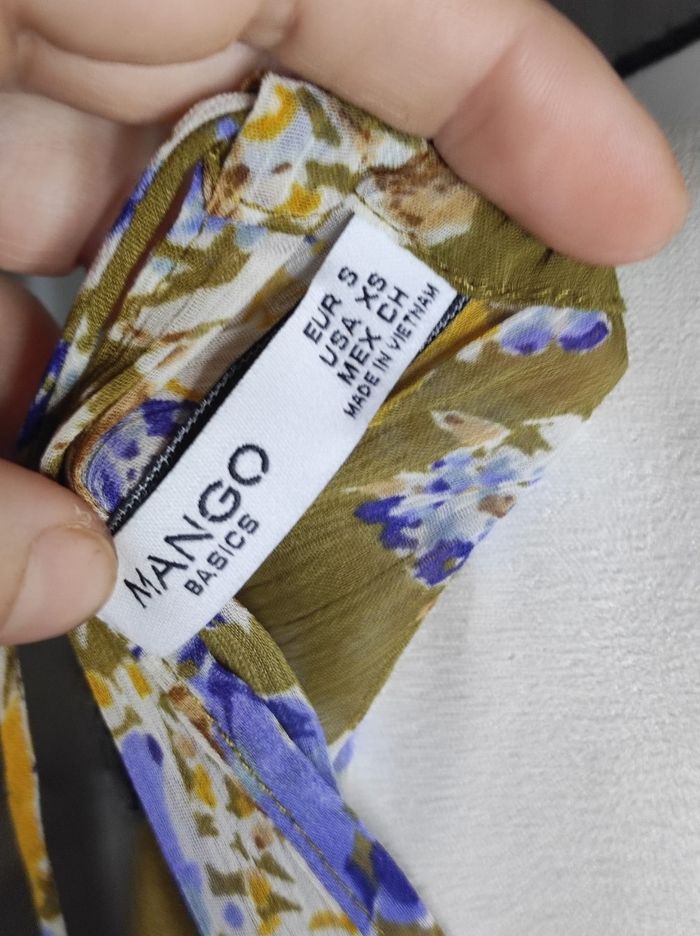 MANGO
BASICS
EUR S
USA XS
MEX CH
MADE IN VIETNAM